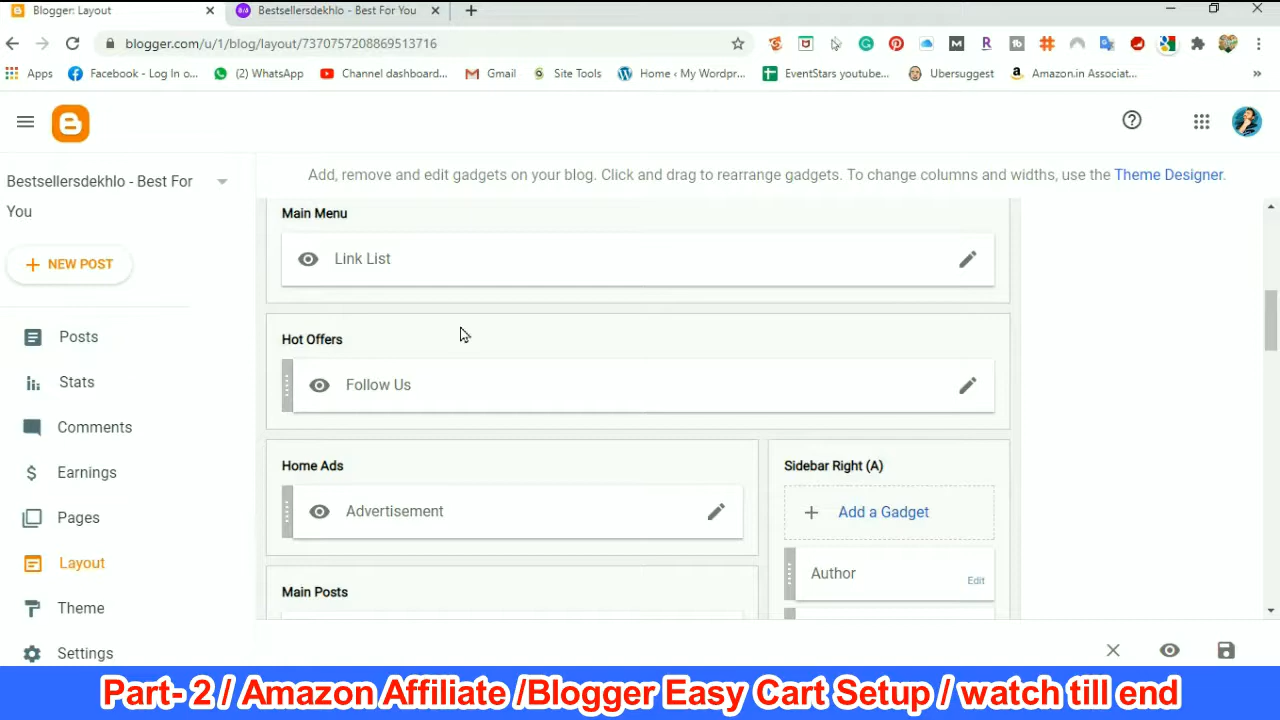 Blogger: Layout
Bestsellersdekhlo - Best For You
blogger.com/u/1/blog/layout/7370757208869513716
Apps
Facebook - Log In o...
(2) WhatsApp
Channel dashboard...
Gmail
Site Tools
Home ‹ My Wordpr...
EventStars youtube...
Ubersuggest
Amazon.in Associat...
»
Bestsellersdekhlo - Best For
You
NEW POST
Posts
Stats
Comments
Earnings
Pages
Layout
Theme
Settings
Add, remove and edit gadgets on your blog. Click and drag to rearrange gadgets. To change columns and widths, use the Theme Designer.
Main Menu
Link List
Hot Offers
Follow Us
Home Ads
Advertisement
Main Posts
Sidebar Right (A)
Add a Gadget
Author
Edit
Part- 2 / Amazon Affiliate /Blogger Easy Cart Setup / watch till end